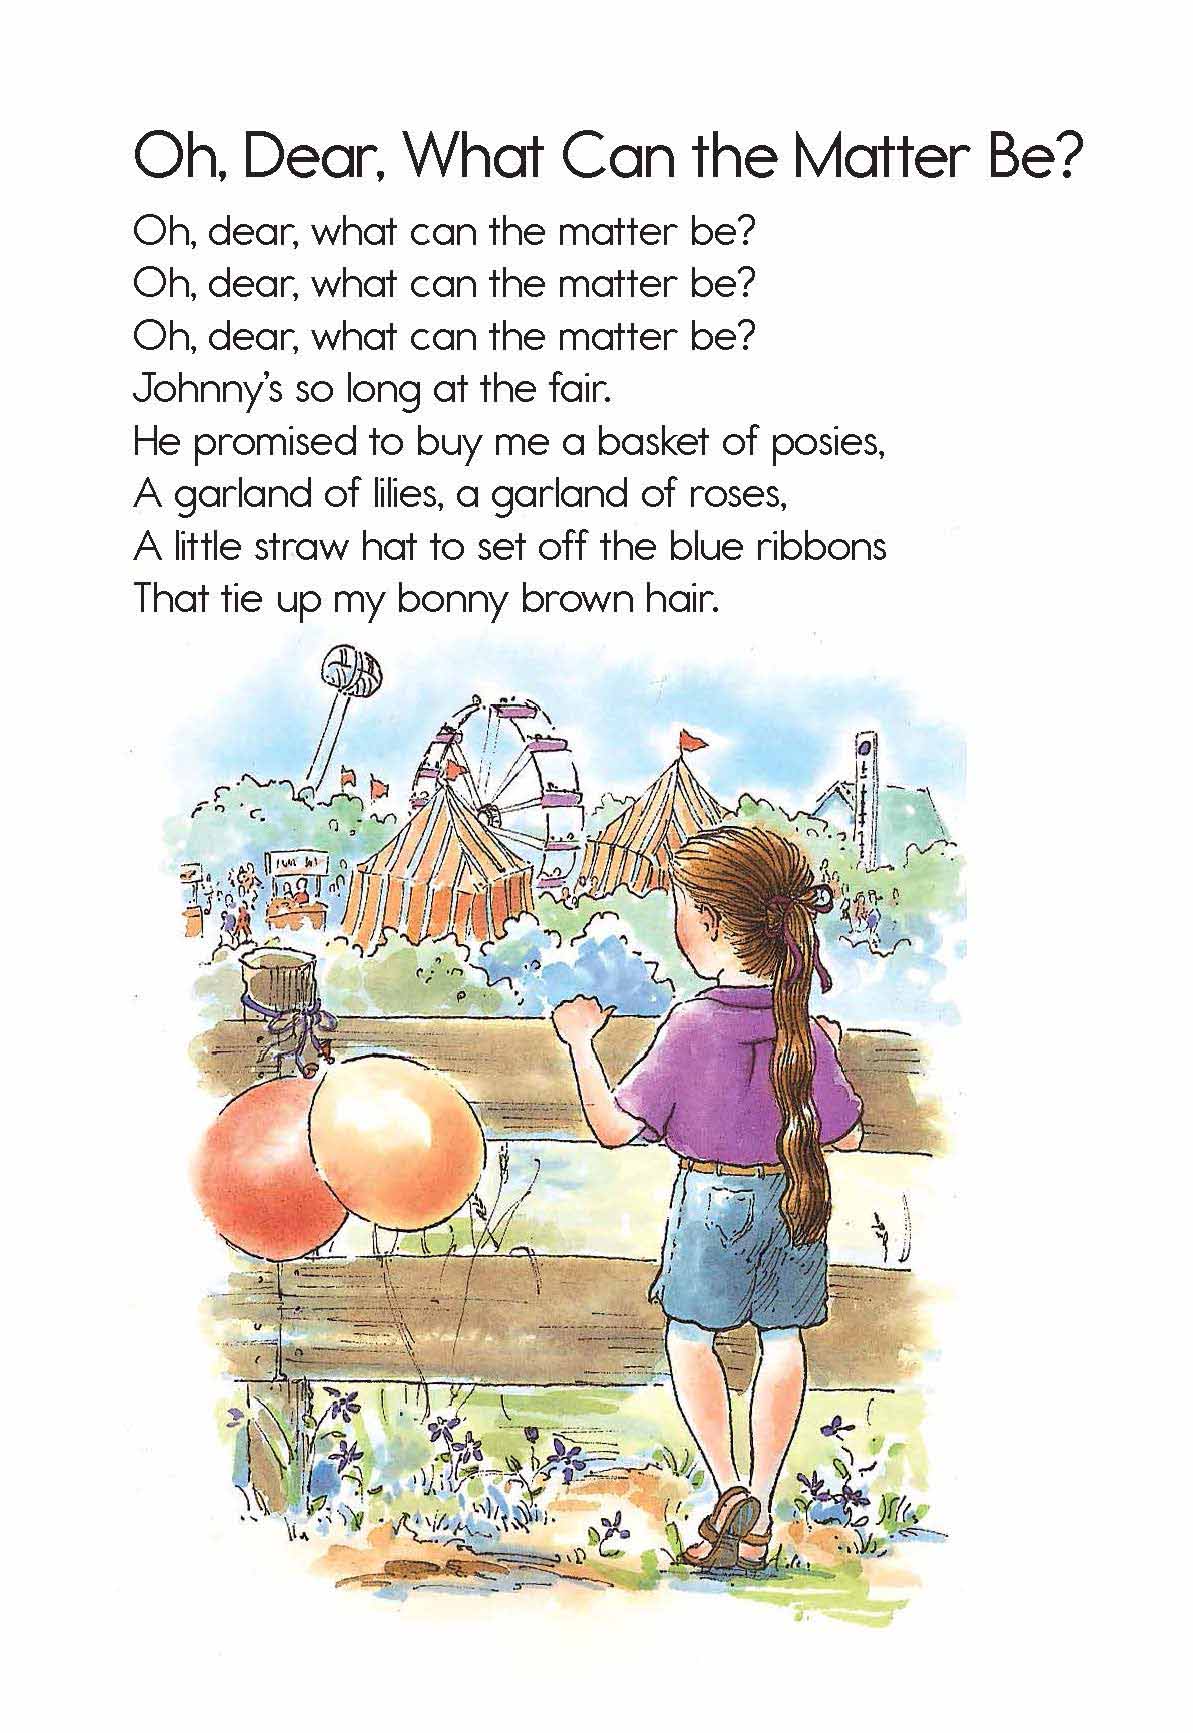 Oh, Dear, What Can the Matter Be?
Oh, dear, what can the matter be?
Oh, dear, what can the matter be?
Oh, dear, what can the matter be?
Johnny’s so long at the fair.
He promised to buy me a basket of posies,
A garland of lilies, a garland of roses,
A little straw hat to set off the blue ribbons
That tie up my bonny brown hair.